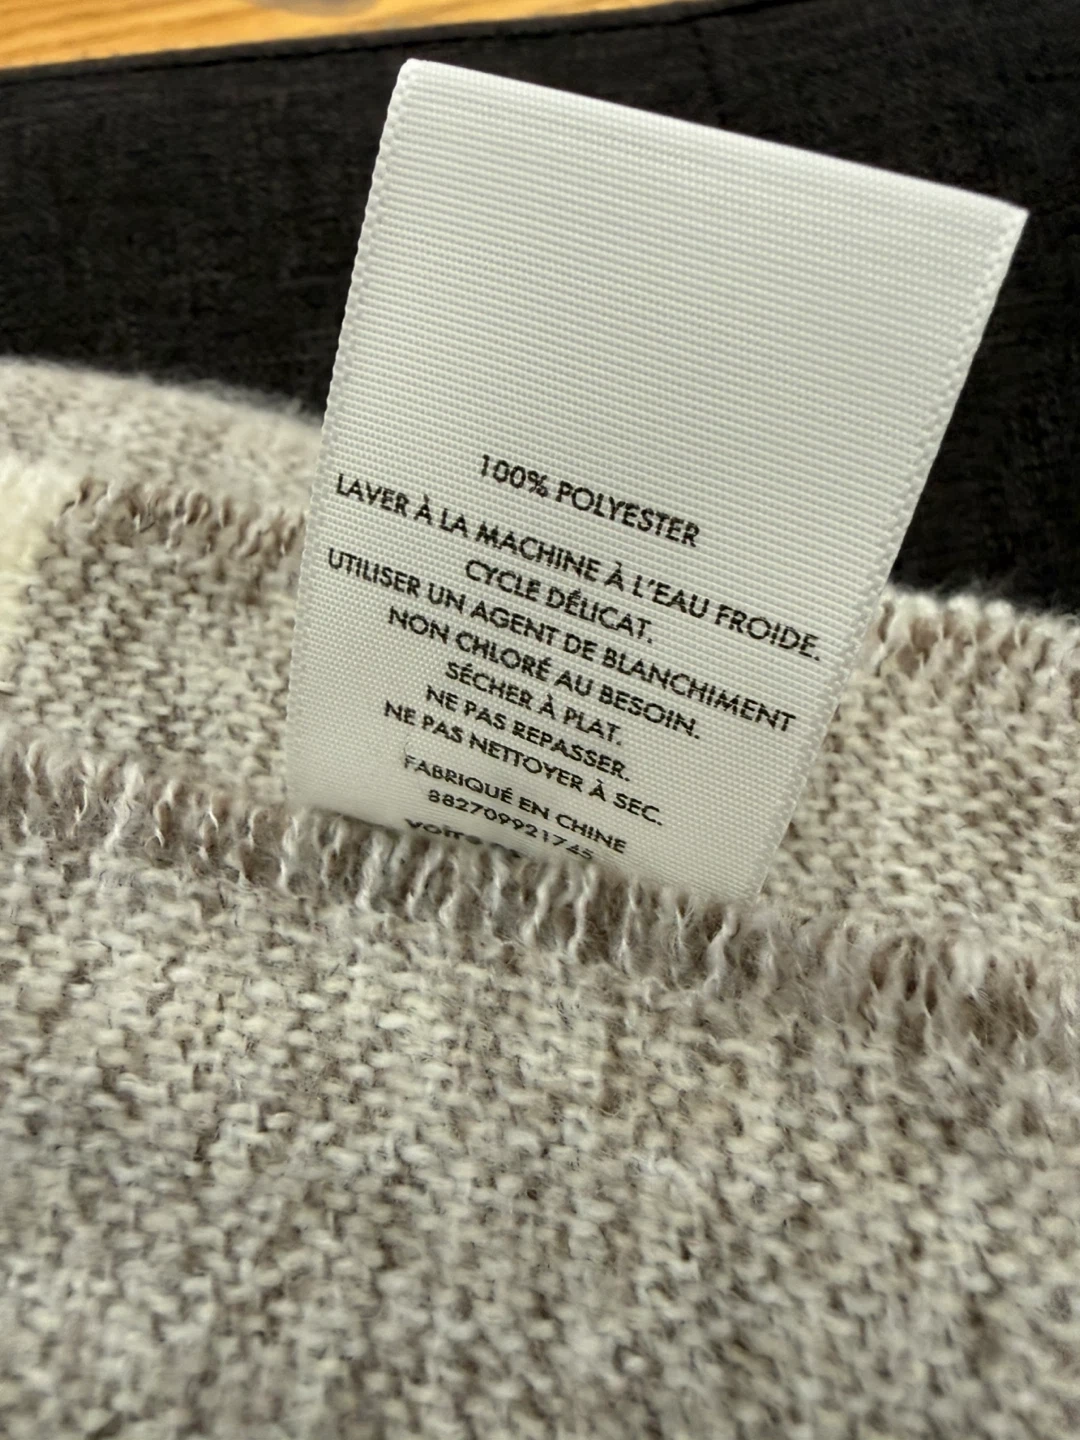 100% POLYESTER
LAVER À LA MACHINE À L'EAU FROIDE.
CYCLE DÉLICAT.
UTILISER UN AGENT DE BLANCHIMENT
NON CHLORÉ AU BESOIN.
SÉCHER À PLAT.
NE PAS REPASSER.
NE PAS NETTOYER À SEC.
FABRIQUÉ EN CHINE
882709921745